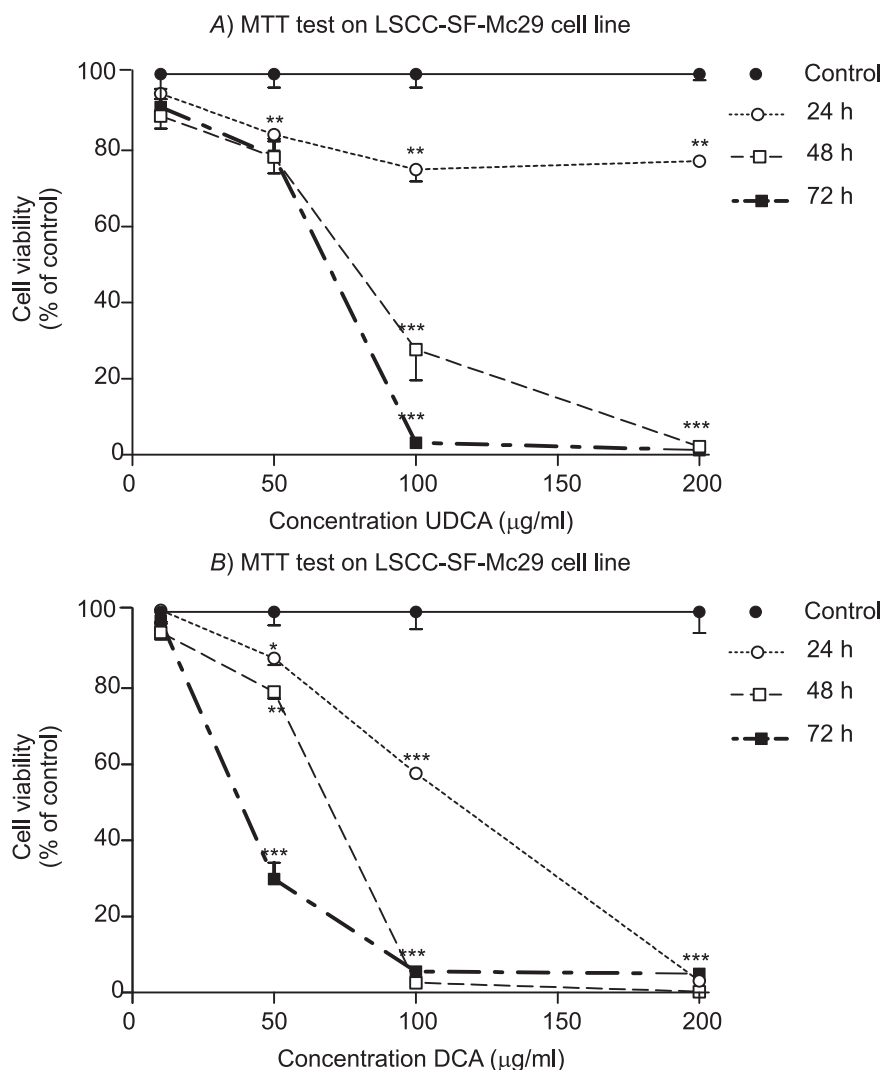 A) MTT test on LSCC-SF-Mc29 cell line
100
80
60
40
20
0
Cell viability
(% of control)
**
**
**
***
***
***
Control
24 h
48 h
72 h
0 50 100 150 200
Concentration UDCA (μg/ml)
B) MTT test on LSCC-SF-Mc29 cell line
100
80
60
40
20
0
Cell viability
(% of control)
*
**
***
***
***
***
Control
24 h
48 h
72 h
0 50 100 150 200
Concentration DCA (μg/ml)